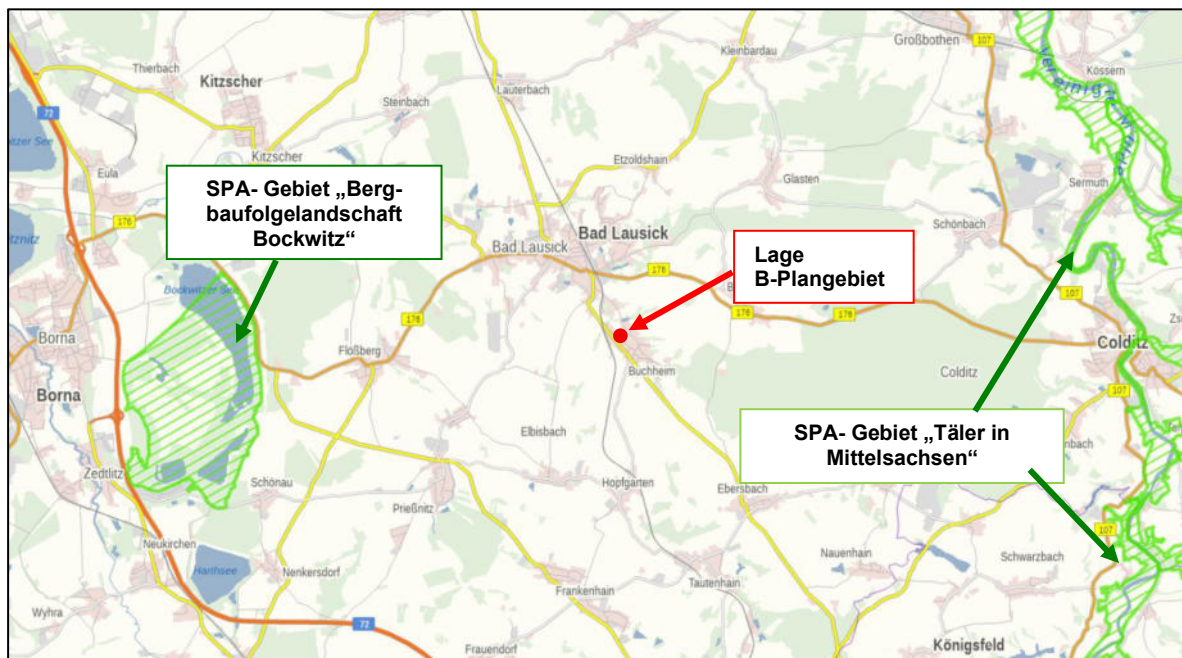 Großbothen
107
Kössern
Vereinigte Mulde
Thierbach
Kitzscher
Kleinbardau
Lauterbach
Steinbach
72
Kitzscher
Etzoldshain
Eula
Glasten
Sermuth
SPA- Gebiet „Berg-
baufolgelandschaft
Bockwitz“
176
Schönbach
Bad Lausick
Bad Lausick
Lage
B-Plangebiet
176
Bockwitzer See
107
176
176
176
Borna
Flößberg
Colditz
Buchheim
Colditz
Borna
107
SPA- Gebiet „Täler in
Mittelsachsen“
Elbisbach
Zedtlitz
Schönau
Hopfgarten
Ebersbach
Prießnitz
107
Neukirchen
Nauenhain
Schwarzbach
Harthsee
Nenkersdorf
Tautenhain
Frankenhain
Wyhra
72
Königsfeld
Frauendorf